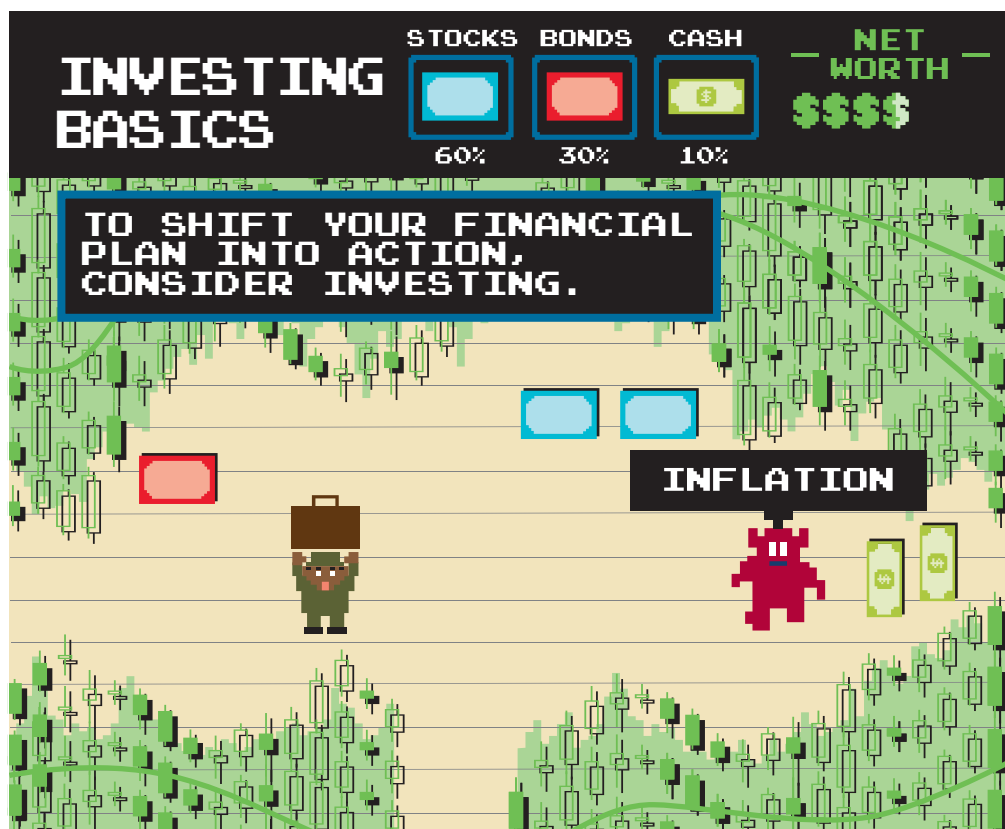 INVESTING
BASICS
STOCKS
60%
BONDS
30%
CASH
$
10%
NET
WORTH
$$$$
TO SHIFT YOUR FINANCIAL
PLAN INTO ACTION,
CONSIDER INVESTING.
INFLATION
$
$